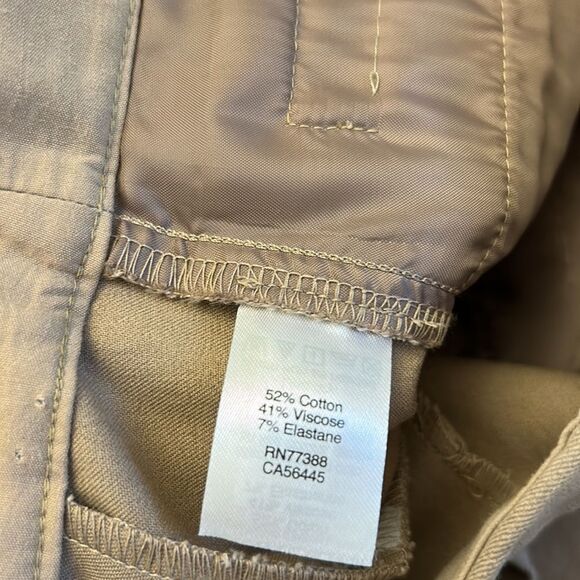 52% Cotton
41% Viscose
7% Elastane
RN77388
CA56445